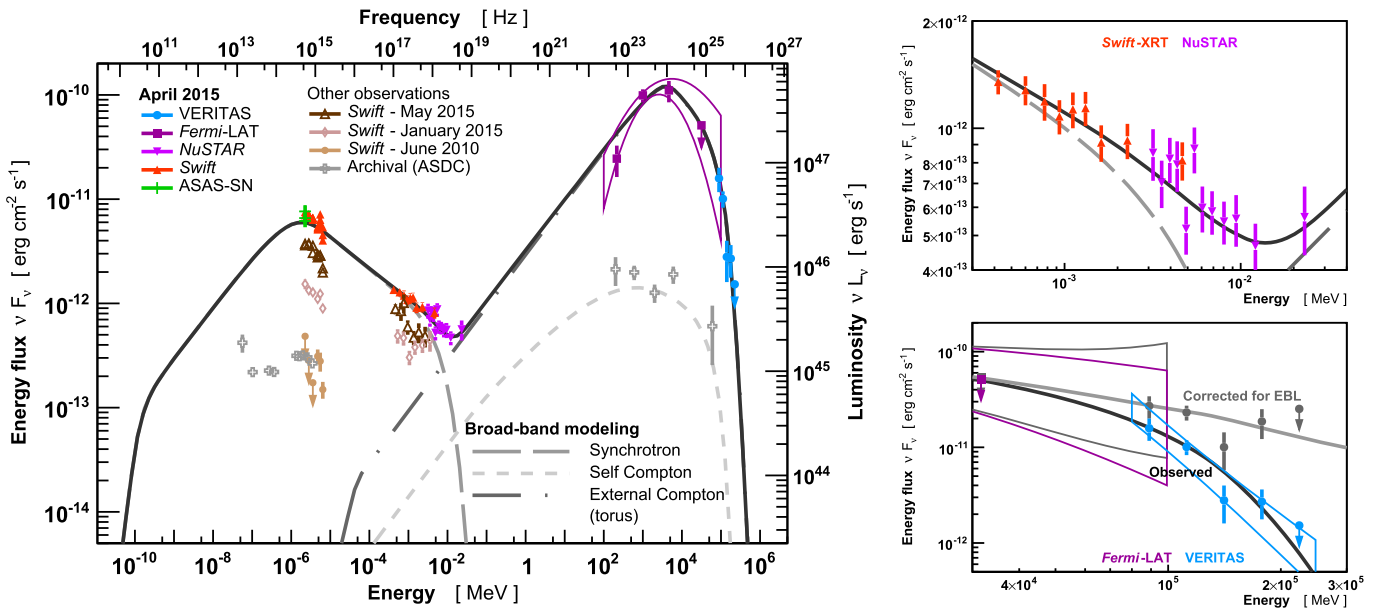 Frequency [ Hz ]
10^11 10^13 10^15 10^17 10^19 10^21 10^23 10^25 10^27
Energy flux ν F_ν [ erg cm^-2 s^-1 ]
10^-10
10^-11
10^-12
10^-13
10^-14
April 2015
VERITAS
Fermi-LAT
NuSTAR
Swift
ASAS-SN
Other observations
Swift - May 2015
Swift - January 2015
Swift - June 2010
Archival (ASDC)
Broad-band modeling
Synchrotron
Self Compton
External Compton
(torus)
10^47
10^46
10^45
10^44
Luminosity ν L_ν [ erg s^-1 ]
10^-10 10^-8 10^-6 10^-4 10^-2 1 10^2 10^4 10^6
Energy [ MeV ]
Energy flux ν F_ν [ erg cm^-2 s^-1 ]
2×10^-12
10^-12
8×10^-13
7×10^-13
6×10^-13
5×10^-13
4×10^-13
Swift-XRT NuSTAR
10^-3 10^-2
Energy [ MeV ]
Energy flux ν F_ν [ erg cm^-2 s^-1 ]
10^-10
10^-11
10^-12
Corrected for EBL
Observed
Fermi-LAT VERITAS
4×10^4 10^5 2×10^5 3×10^5
Energy [ MeV ]